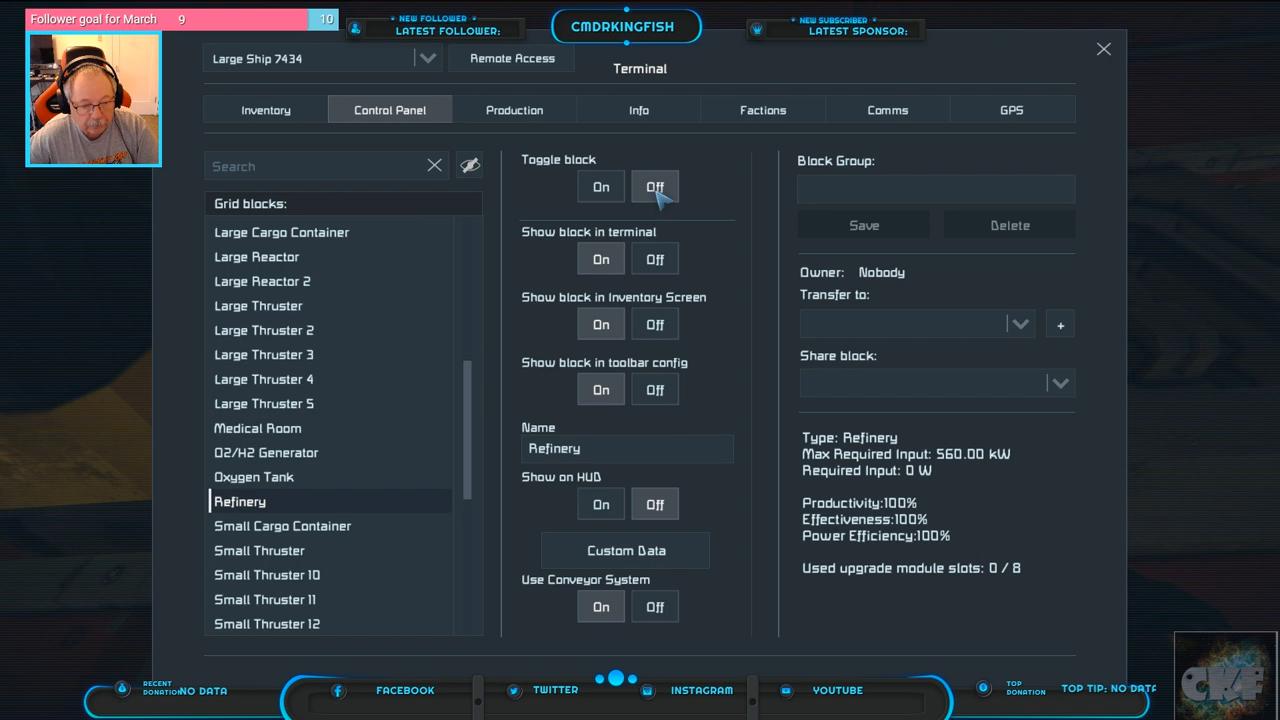 Follower goal for March 9 10
NEW FOLLOWER
LATEST FOLLOWER:
CMDRKINGFISH
NEW SUBSCRIBER
LATEST SPONSOR:
Large Ship 7434
Remote Access
Terminal
Inventory
Control Panel
Production
Info
Factions
Comms
GPS
Search
Grid blocks:
Large Cargo Container
Large Reactor
Large Reactor 2
Large Thruster
Large Thruster 2
Large Thruster 3
Large Thruster 4
Large Thruster 5
Medical Room
O2/H2 Generator
Oxygen Tank
Refinery
Small Cargo Container
Small Thruster
Small Thruster 10
Small Thruster 11
Small Thruster 12
Toggle block
On Off
Show block in terminal
On Off
Show block in Inventory Screen
On Off
Show block in toolbar config
On Off
Name
Refinery
Show on HUD
On Off
Custom Data
Use Conveyor System
On Off
Block Group:
Save Delete
Owner: Nobody
Transfer to:
+
Share block:
Type: Refinery
Max Required Input: 560.00 kW
Required Input: 0 W
Productivity:100%
Effectiveness:100%
Power Efficiency:100%
Used upgrade module slots: 0 / 8
RECENT
DONATION
NO DATA
FACEBOOK
TWITTER
INSTAGRAM
YOUTUBE
TOP
DONATION
TOP TIP: NO DATA
CKF